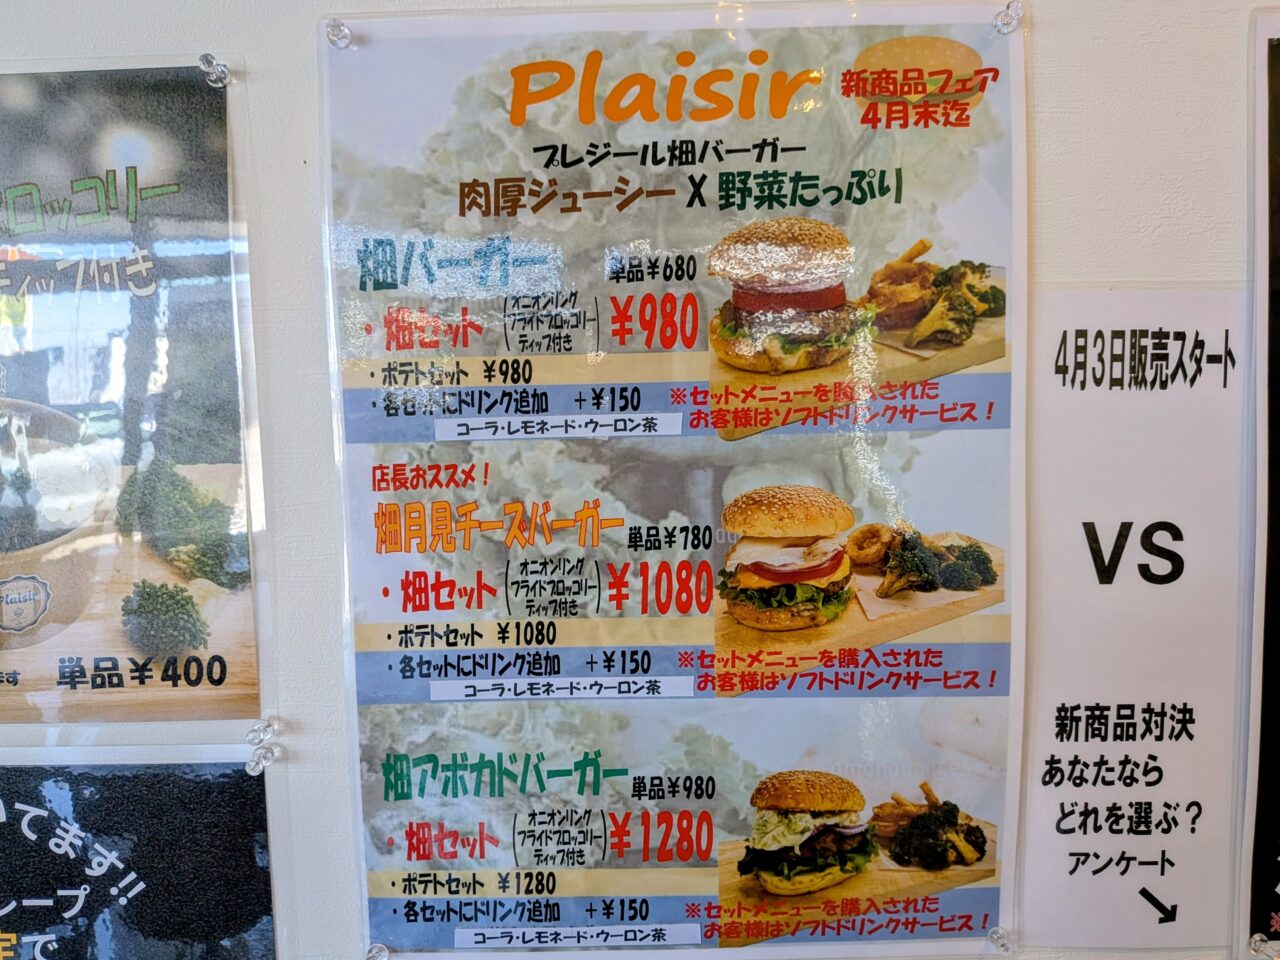 ロッコリー
ディップ付き
Plaisir
ます 単品¥400
いてます!!
レープ
で
Plaisir
新商品フェア
4月末迄
プレジール畑バーガー
肉厚ジューシー X 野菜たっぷり
畑バーガー 単品¥680
・畑セット (オニオンリング フライドブロッコリー ディップ付き) ¥980
・ポテトセット ¥980
・各セットにドリンク追加 +¥150
コーラ・レモネード・ウーロン茶
※セットメニューを購入された
お客様はソフトドリンクサービス!
店長おススメ!
畑月見チーズバーガー 単品¥780
・畑セット (オニオンリング フライドブロッコリー ディップ付き) ¥1080
・ポテトセット ¥1080
・各セットにドリンク追加 +¥150
コーラ・レモネード・ウーロン茶
※セットメニューを購入された
お客様はソフトドリンクサービス!
畑アボカドバーガー 単品¥980
・畑セット (オニオンリング フライドブロッコリー ディップ付き) ¥1280
・ポテトセット ¥1280
・各セットにドリンク追加 +¥150
コーラ・レモネード・ウーロン茶
※セットメニューを購入された
お客様はソフトドリンクサービス!
4月3日販売スタート
VS
新商品対決
あなたなら
どれを選ぶ?
アンケート
↘